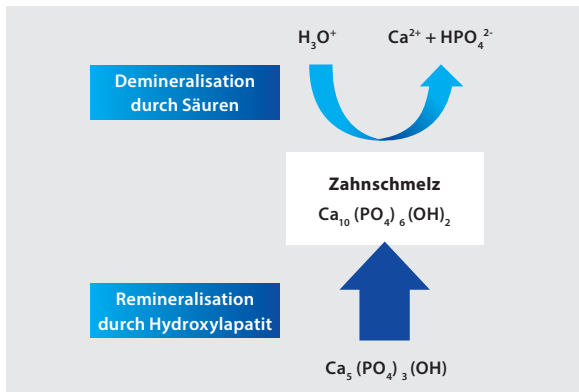 H₃O⁺ Ca²⁺ + HPO₄²⁻
Demineralisation
durch Säuren
Zahnschmelz
Ca₁₀ (PO₄) ₆ (OH)₂
Remineralisation
durch Hydroxylapatit
Ca₅ (PO₄) ₃ (OH)